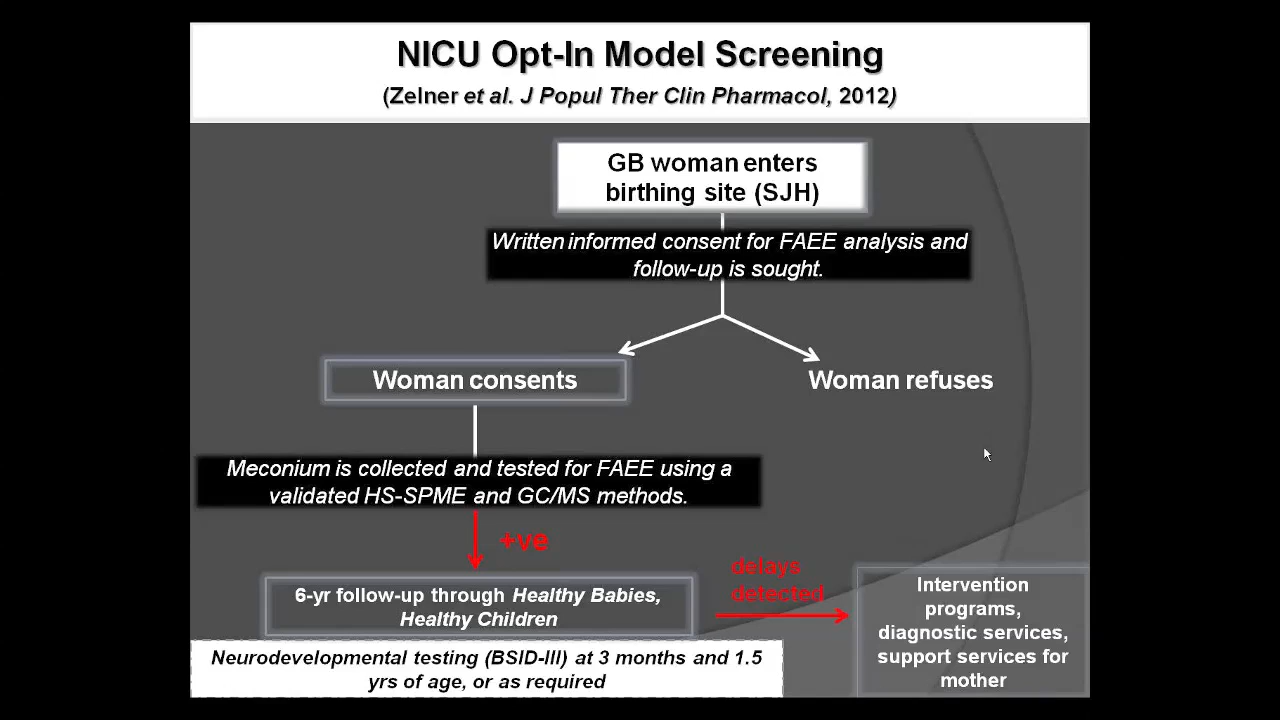 NICU Opt-In Model Screening
(Zelner et al. J Popul Ther Clin Pharmacol, 2012)
GB woman enters
birthing site (SJH)
Written informed consent for FAEE analysis and
follow-up is sought.
Woman consents
Woman refuses
Meconium is collected and tested for FAEE using a
validated HS-SPME and GC/MS methods.
+ve
delays
detected
6-yr follow-up through Healthy Babies,
Healthy Children
Intervention
programs,
diagnostic services,
support services for
mother
Neurodevelopmental testing (BSID-III) at 3 months and 1.5
yrs of age, or as required